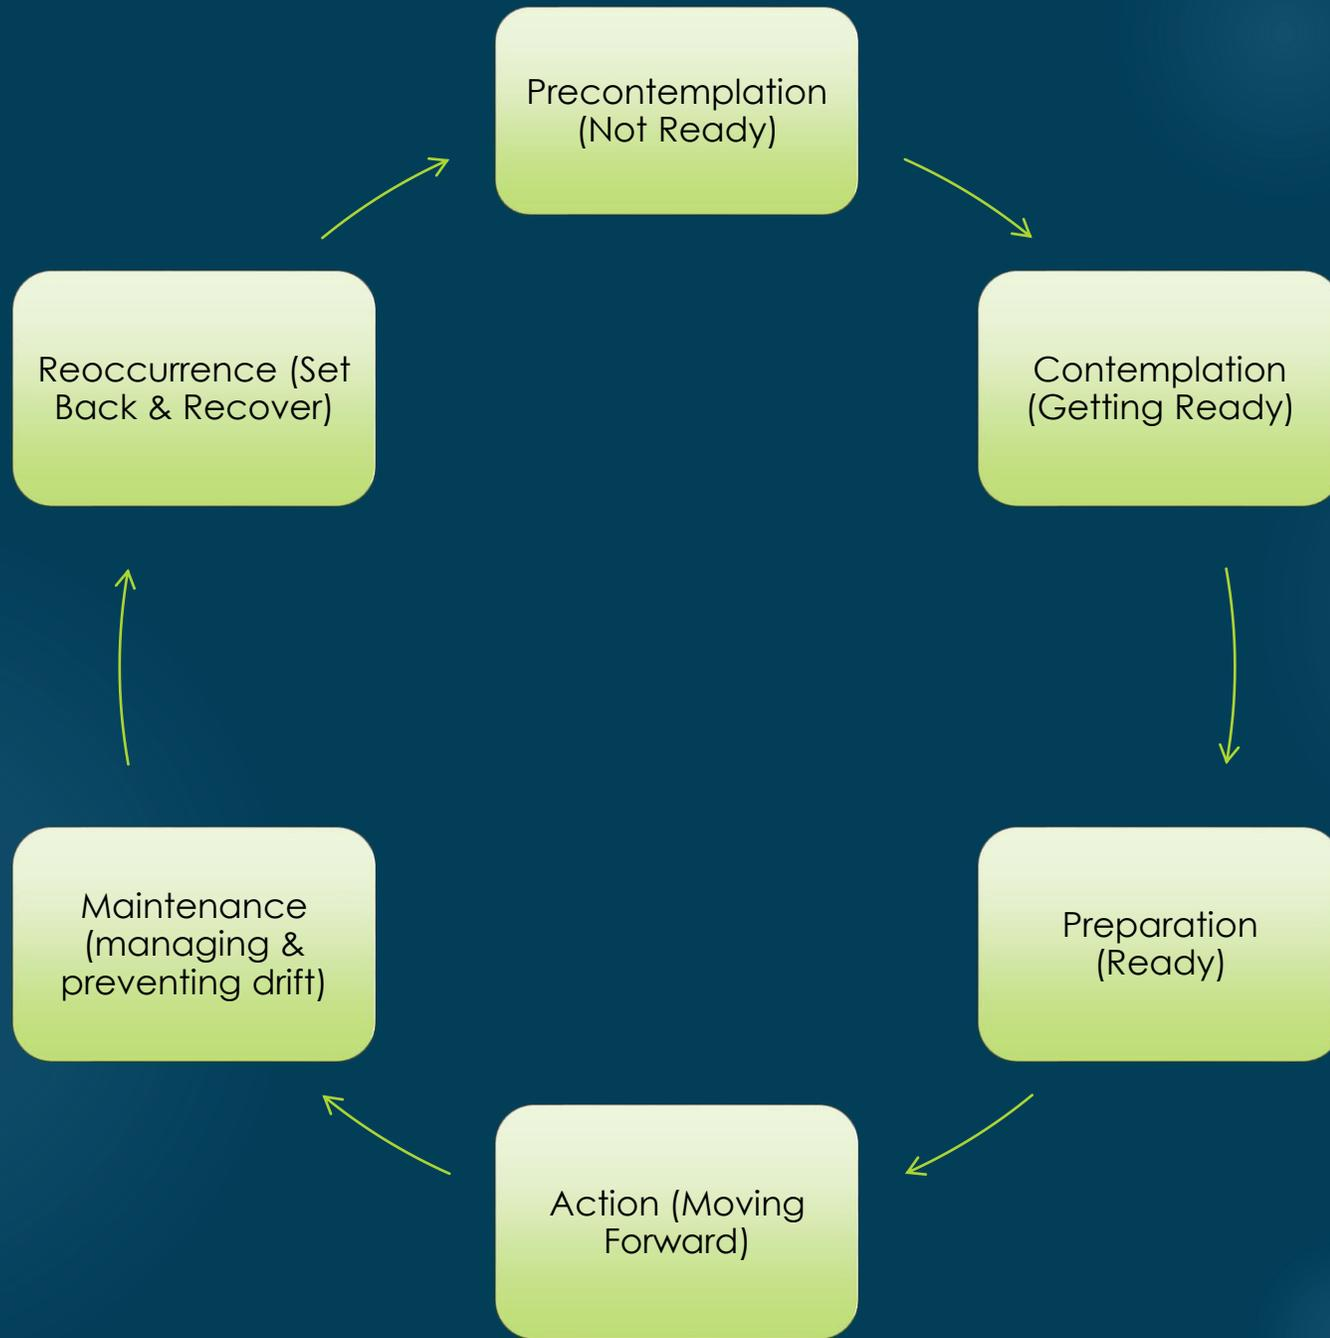 Precontemplation
(Not Ready)
Contemplation
(Getting Ready)
Preparation
(Ready)
Action (Moving
Forward)
Maintenance
(managing &
preventing drift)
Reoccurrence (Set
Back & Recover)